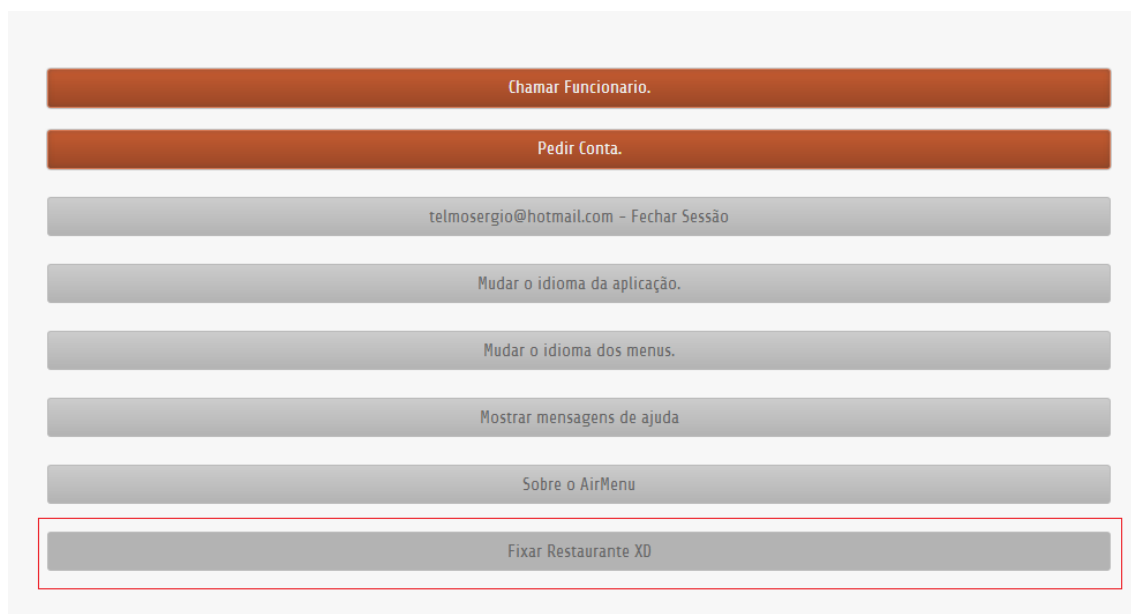 Chamar Funcionario.
Pedir Conta.
telmosergio@hotmail.com - Fechar Sessão
Mudar o idioma da aplicação.
Mudar o idioma dos menus.
Mostrar mensagens de ajuda
Sobre o AirMenu
Fixar Restaurante XD